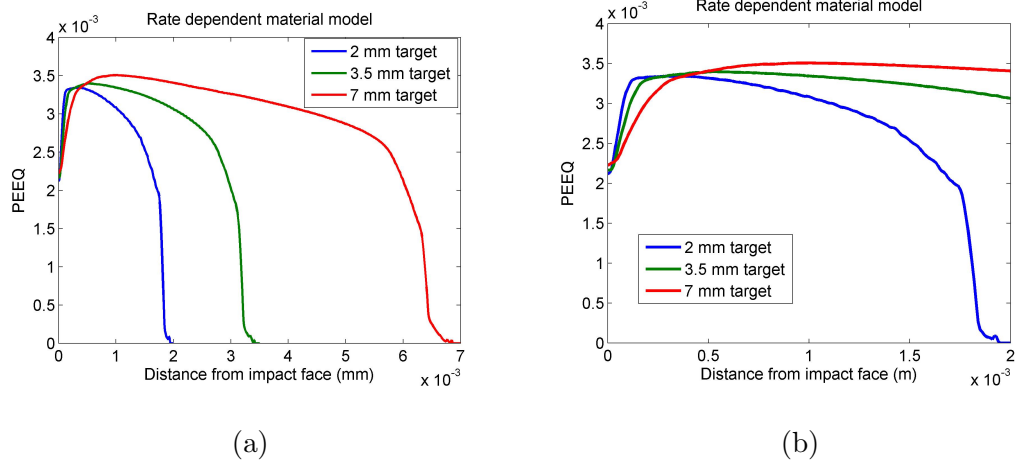 Rate dependent material model
x 10⁻³
4
3.5
3
2.5
2
1.5
1
0.5
0
PEEQ
2 mm target
3.5 mm target
7 mm target
0 1 2 3 4 5 6 7
Distance from impact face (mm)
x 10⁻³
(a)
Rate dependent material model
x 10⁻³
4
3.5
3
2.5
2
1.5
1
0.5
0
PEEQ
2 mm target
3.5 mm target
7 mm target
0 0.5 1 1.5 2
Distance from impact face (m)
x 10⁻³
(b)